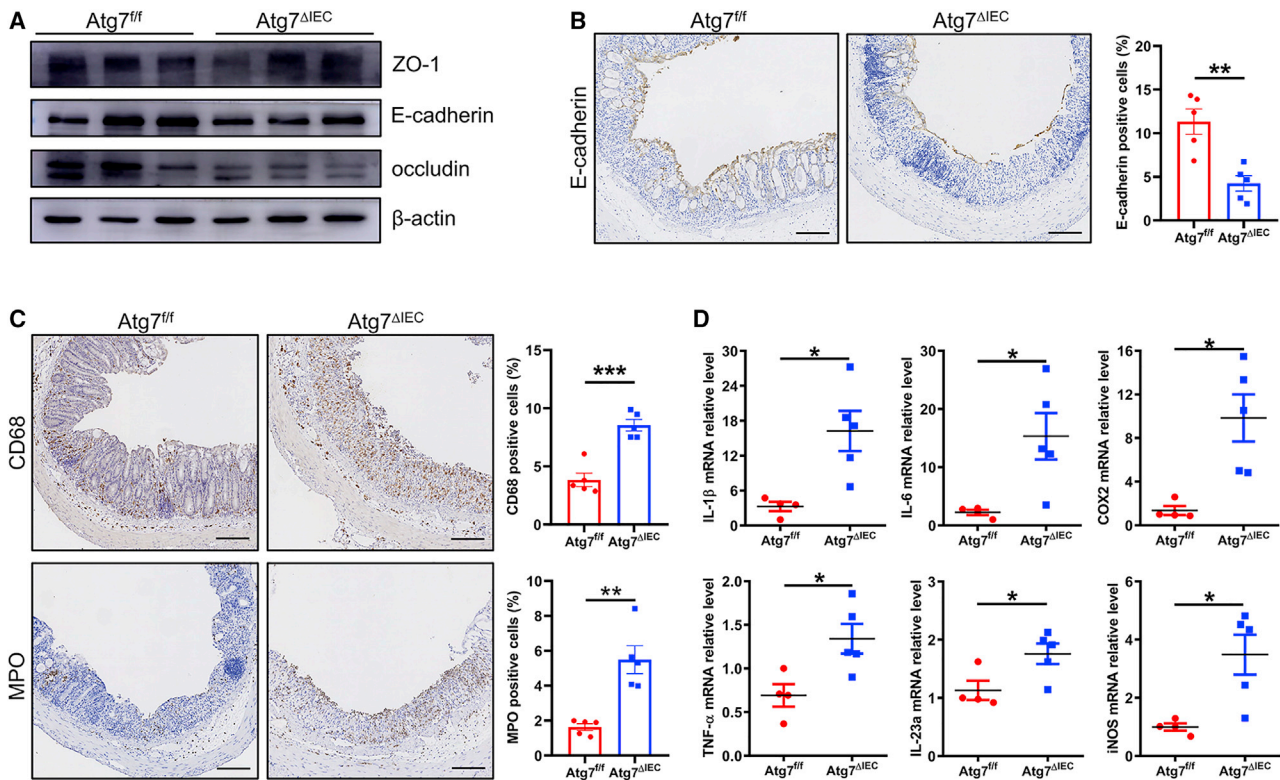 A
Atg7f/f
Atg7ΔIEC
ZO-1
E-cadherin
occludin
β-actin
B
Atg7f/f
Atg7ΔIEC
E-cadherin
E-cadherin positive cells (%)
20
15
10
5
0
**
Atg7f/f
Atg7ΔIEC
C
Atg7f/f
Atg7ΔIEC
CD68
CD68 positive cells (%)
15
10
5
0
***
Atg7f/f
Atg7ΔIEC
MPO
MPO positive cells (%)
10
8
6
4
2
0
**
Atg7f/f
Atg7ΔIEC
D
IL-1β mRNA relative level
30
24
18
12
6
0
*
Atg7f/f
Atg7ΔIEC
IL-6 mRNA relative level
30
20
10
0
*
Atg7f/f
Atg7ΔIEC
COX2 mRNA relative level
16
12
8
4
0
*
Atg7f/f
Atg7ΔIEC
TNF-α mRNA relative level
2.0
1.5
1.0
0.5
0.0
*
Atg7f/f
Atg7ΔIEC
IL-23a mRNA relative level
3
2
1
0
*
Atg7f/f
Atg7ΔIEC
iNOS mRNA relative level
6
4
2
0
*
Atg7f/f
Atg7ΔIEC